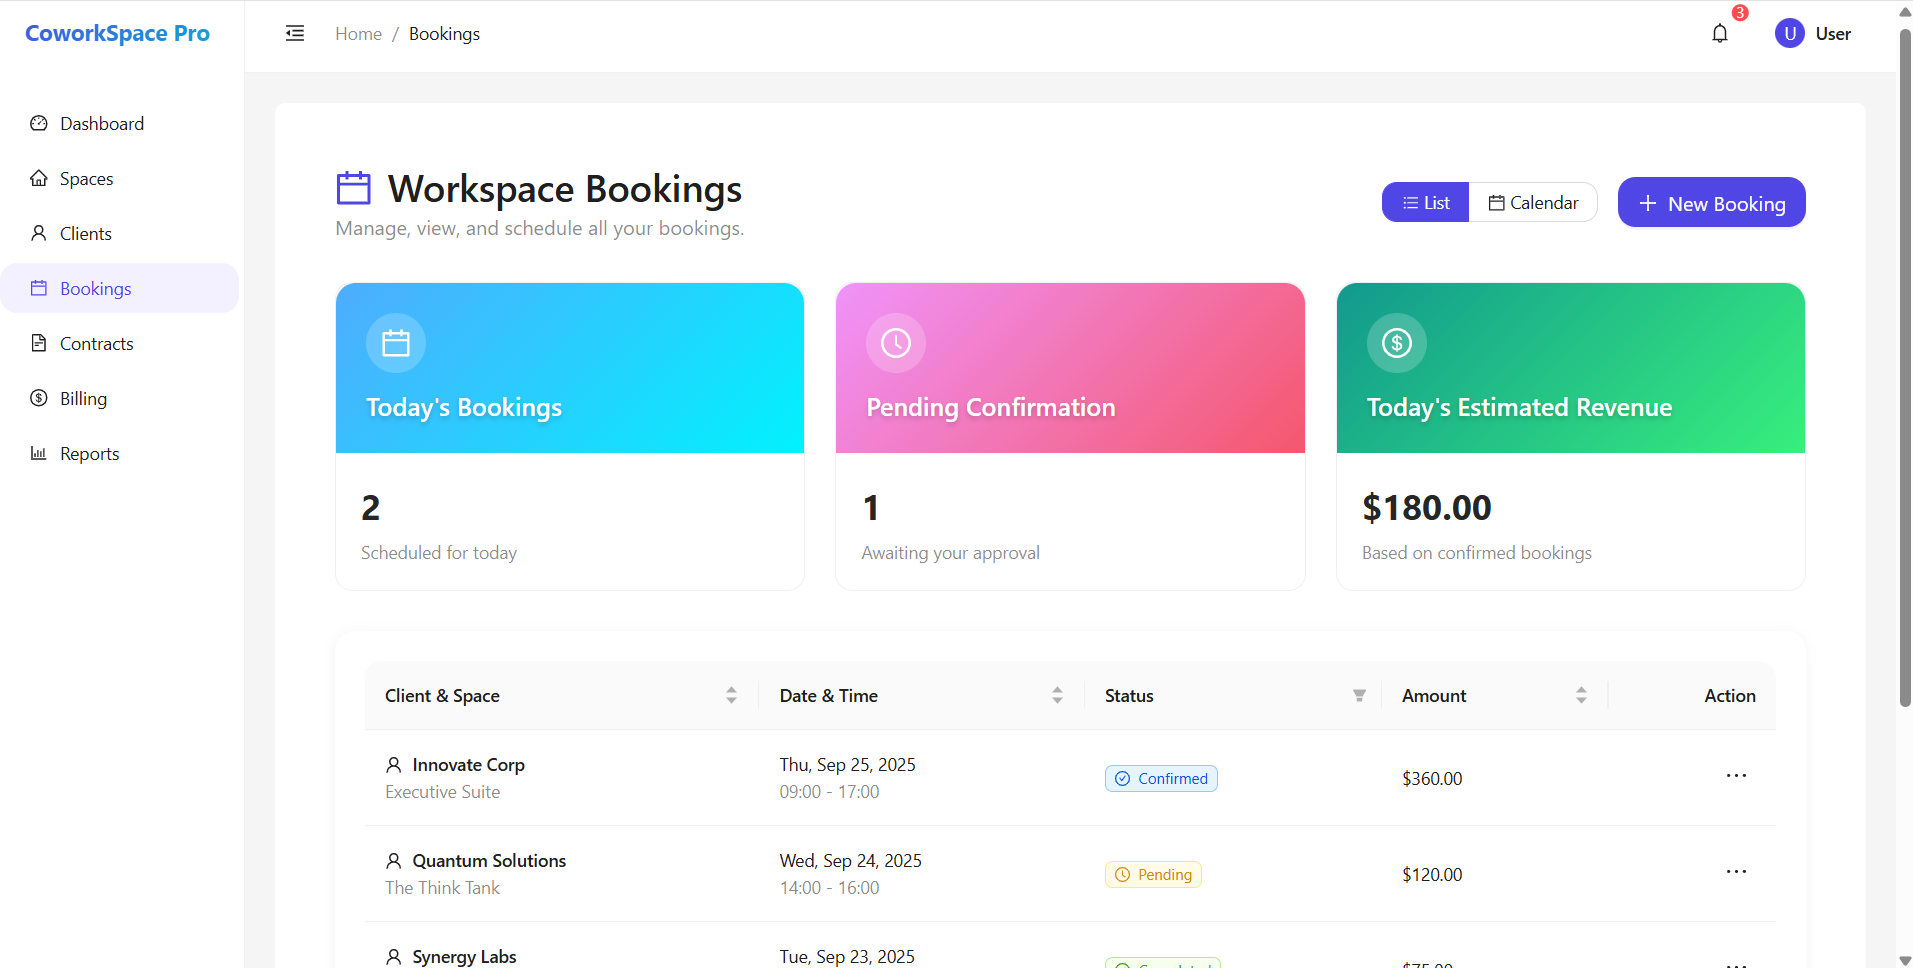 CoworkSpace Pro
Home / Bookings
3
U User
Dashboard
Spaces
Clients
Bookings
Contracts
Billing
Reports
Workspace Bookings
Manage, view, and schedule all your bookings.
List
Calendar
+ New Booking
Today's Bookings
2
Scheduled for today
Pending Confirmation
1
Awaiting your approval
Today's Estimated Revenue
$180.00
Based on confirmed bookings
Client & Space Date & Time Status Amount Action
Innovate Corp
Executive Suite
Thu, Sep 25, 2025
09:00 - 17:00
Confirmed
$360.00
Quantum Solutions
The Think Tank
Wed, Sep 24, 2025
14:00 - 16:00
Pending
$120.00
Synergy Labs
Tue, Sep 23, 2025